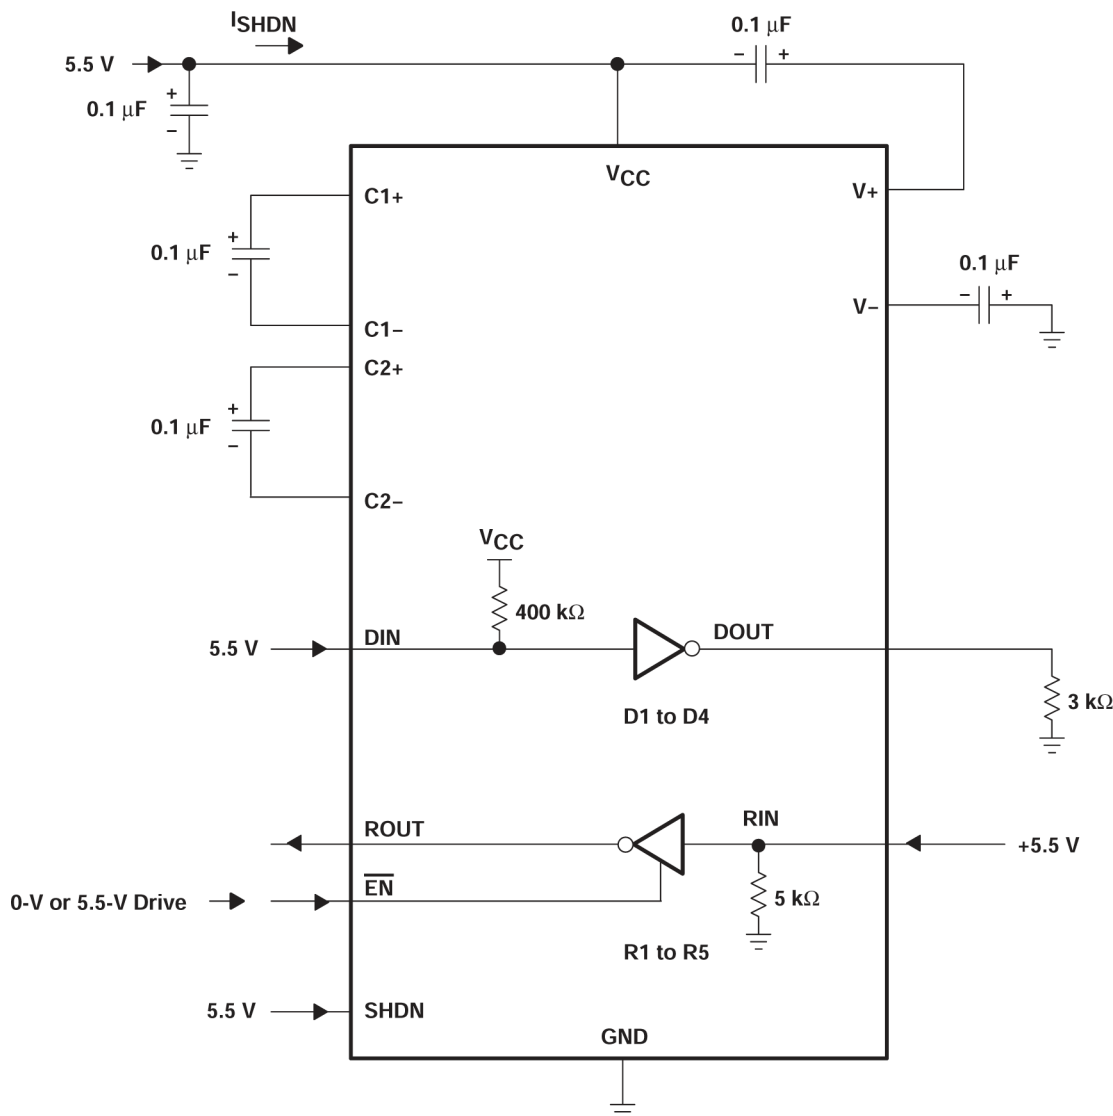 ISHDN
0.1 µF
5.5 V
− +
+
0.1 µF
−
VCC
V+
C1+
+
0.1 µF
−
0.1 µF
− +
V−
C1−
C2+
+
0.1 µF
−
C2−
VCC
400 kΩ
DIN
DOUT
5.5 V
3 kΩ
D1 to D4
RIN
ROUT
+5.5 V
EN
0-V or 5.5-V Drive
5 kΩ
R1 to R5
5.5 V
SHDN
GND